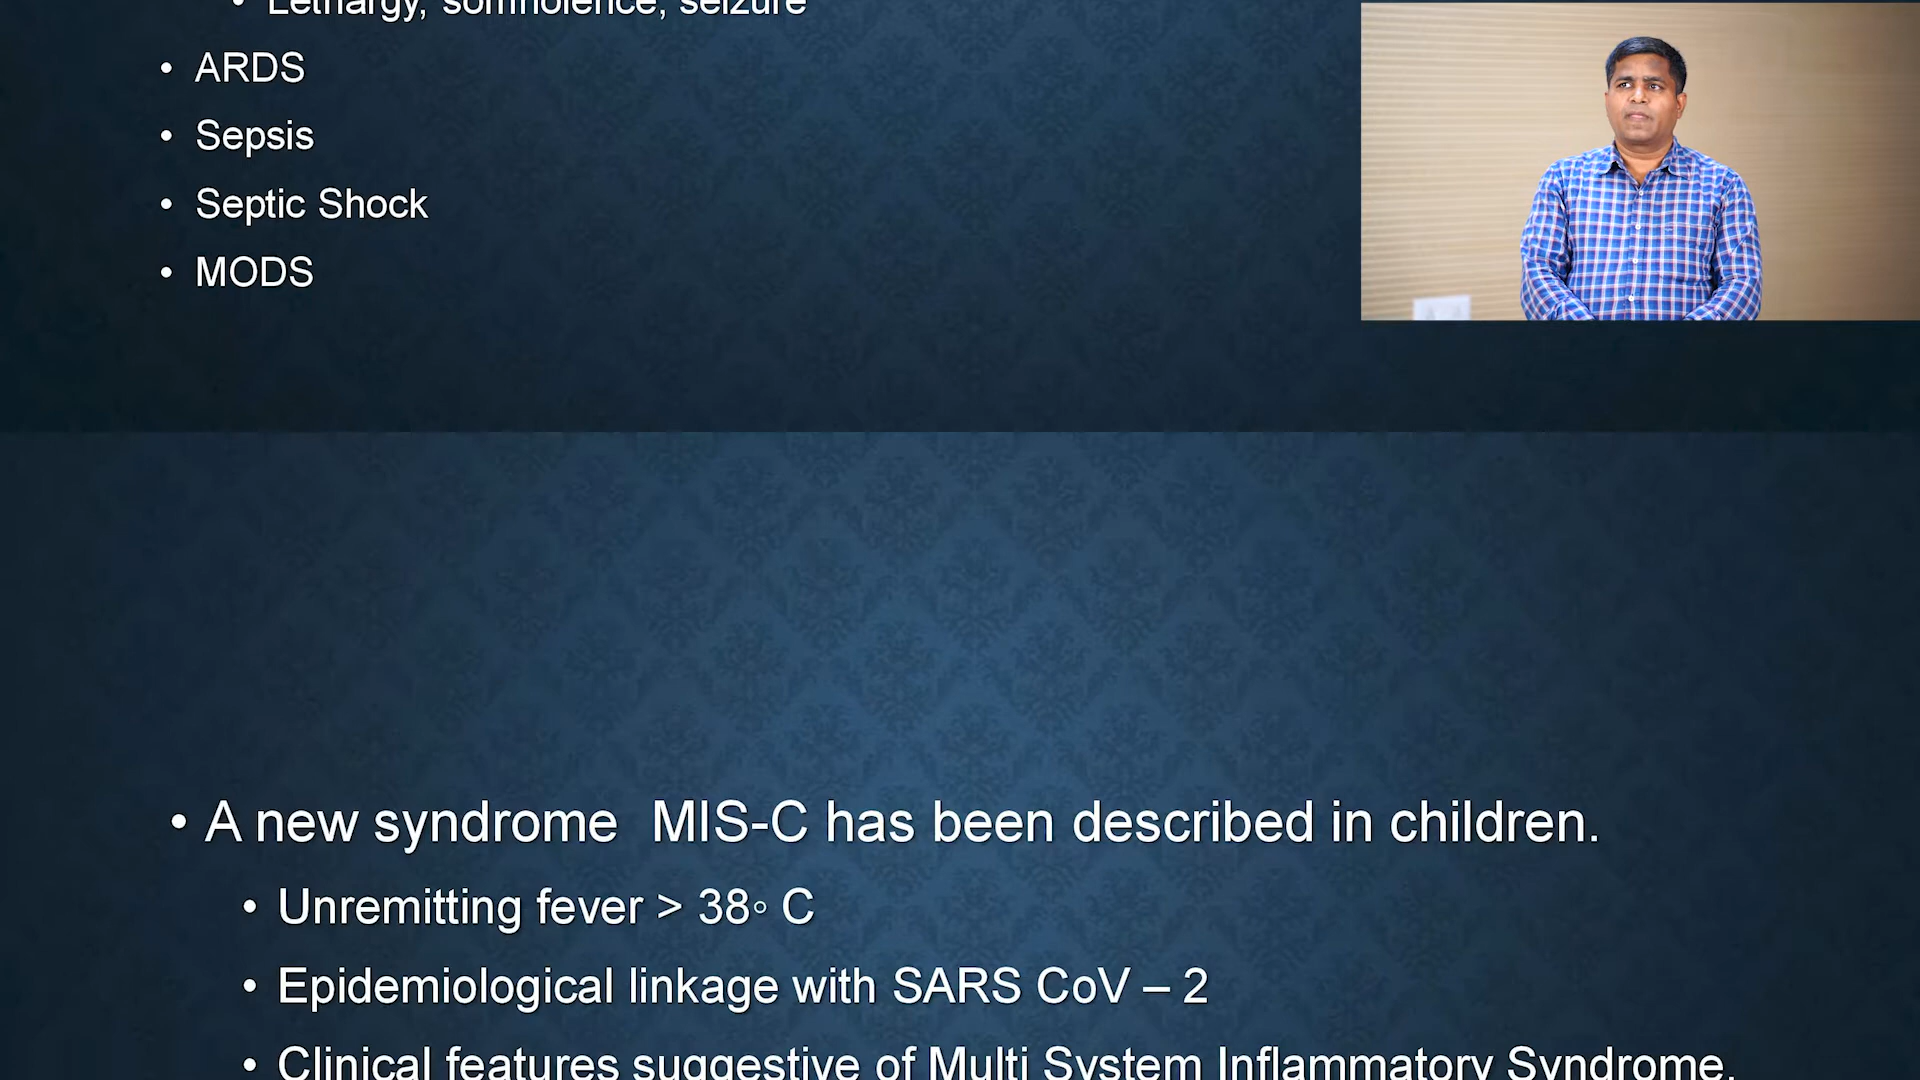 • Lethargy, somnolence, seizure
• ARDS
• Sepsis
• Septic Shock
• MODS
• A new syndrome  MIS-C has been described in children.
• Unremitting fever > 38◦ C
• Epidemiological linkage with SARS CoV – 2
• Clinical features suggestive of Multi System Inflammatory Syndrome.